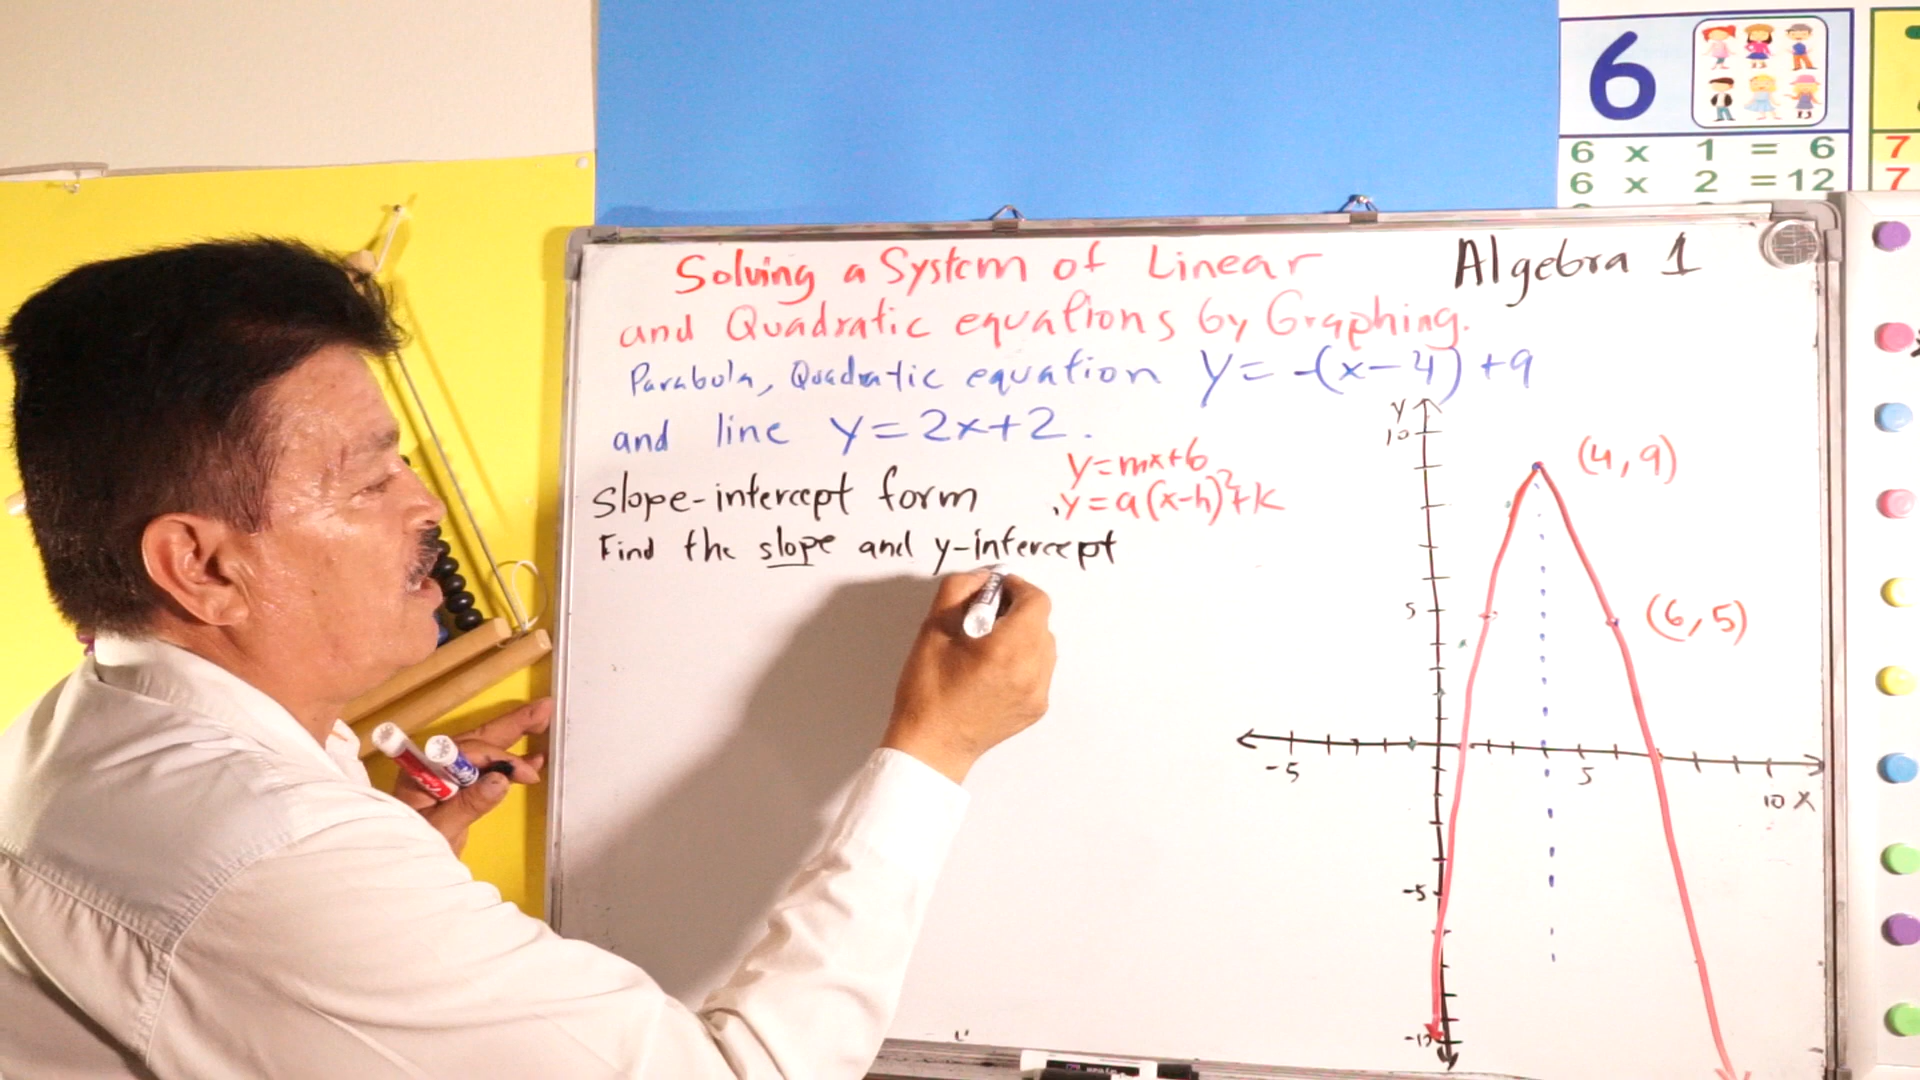 6
13
13
6 x 1 = 6
6 x 2 = 12
7
7
Solving a System of Linear
Algebra 1
and Quadratic equations by Graphing.
Parabola, Quadratic equation y = -(x-4) + 9
and line y = 2x+2.
y=mx+b
Slope-intercept form
y = a(x-h)²+k
Find the slope and y-intercept
y
10
(4, 9)
5
(6, 5)
-5
5
10 X
-5